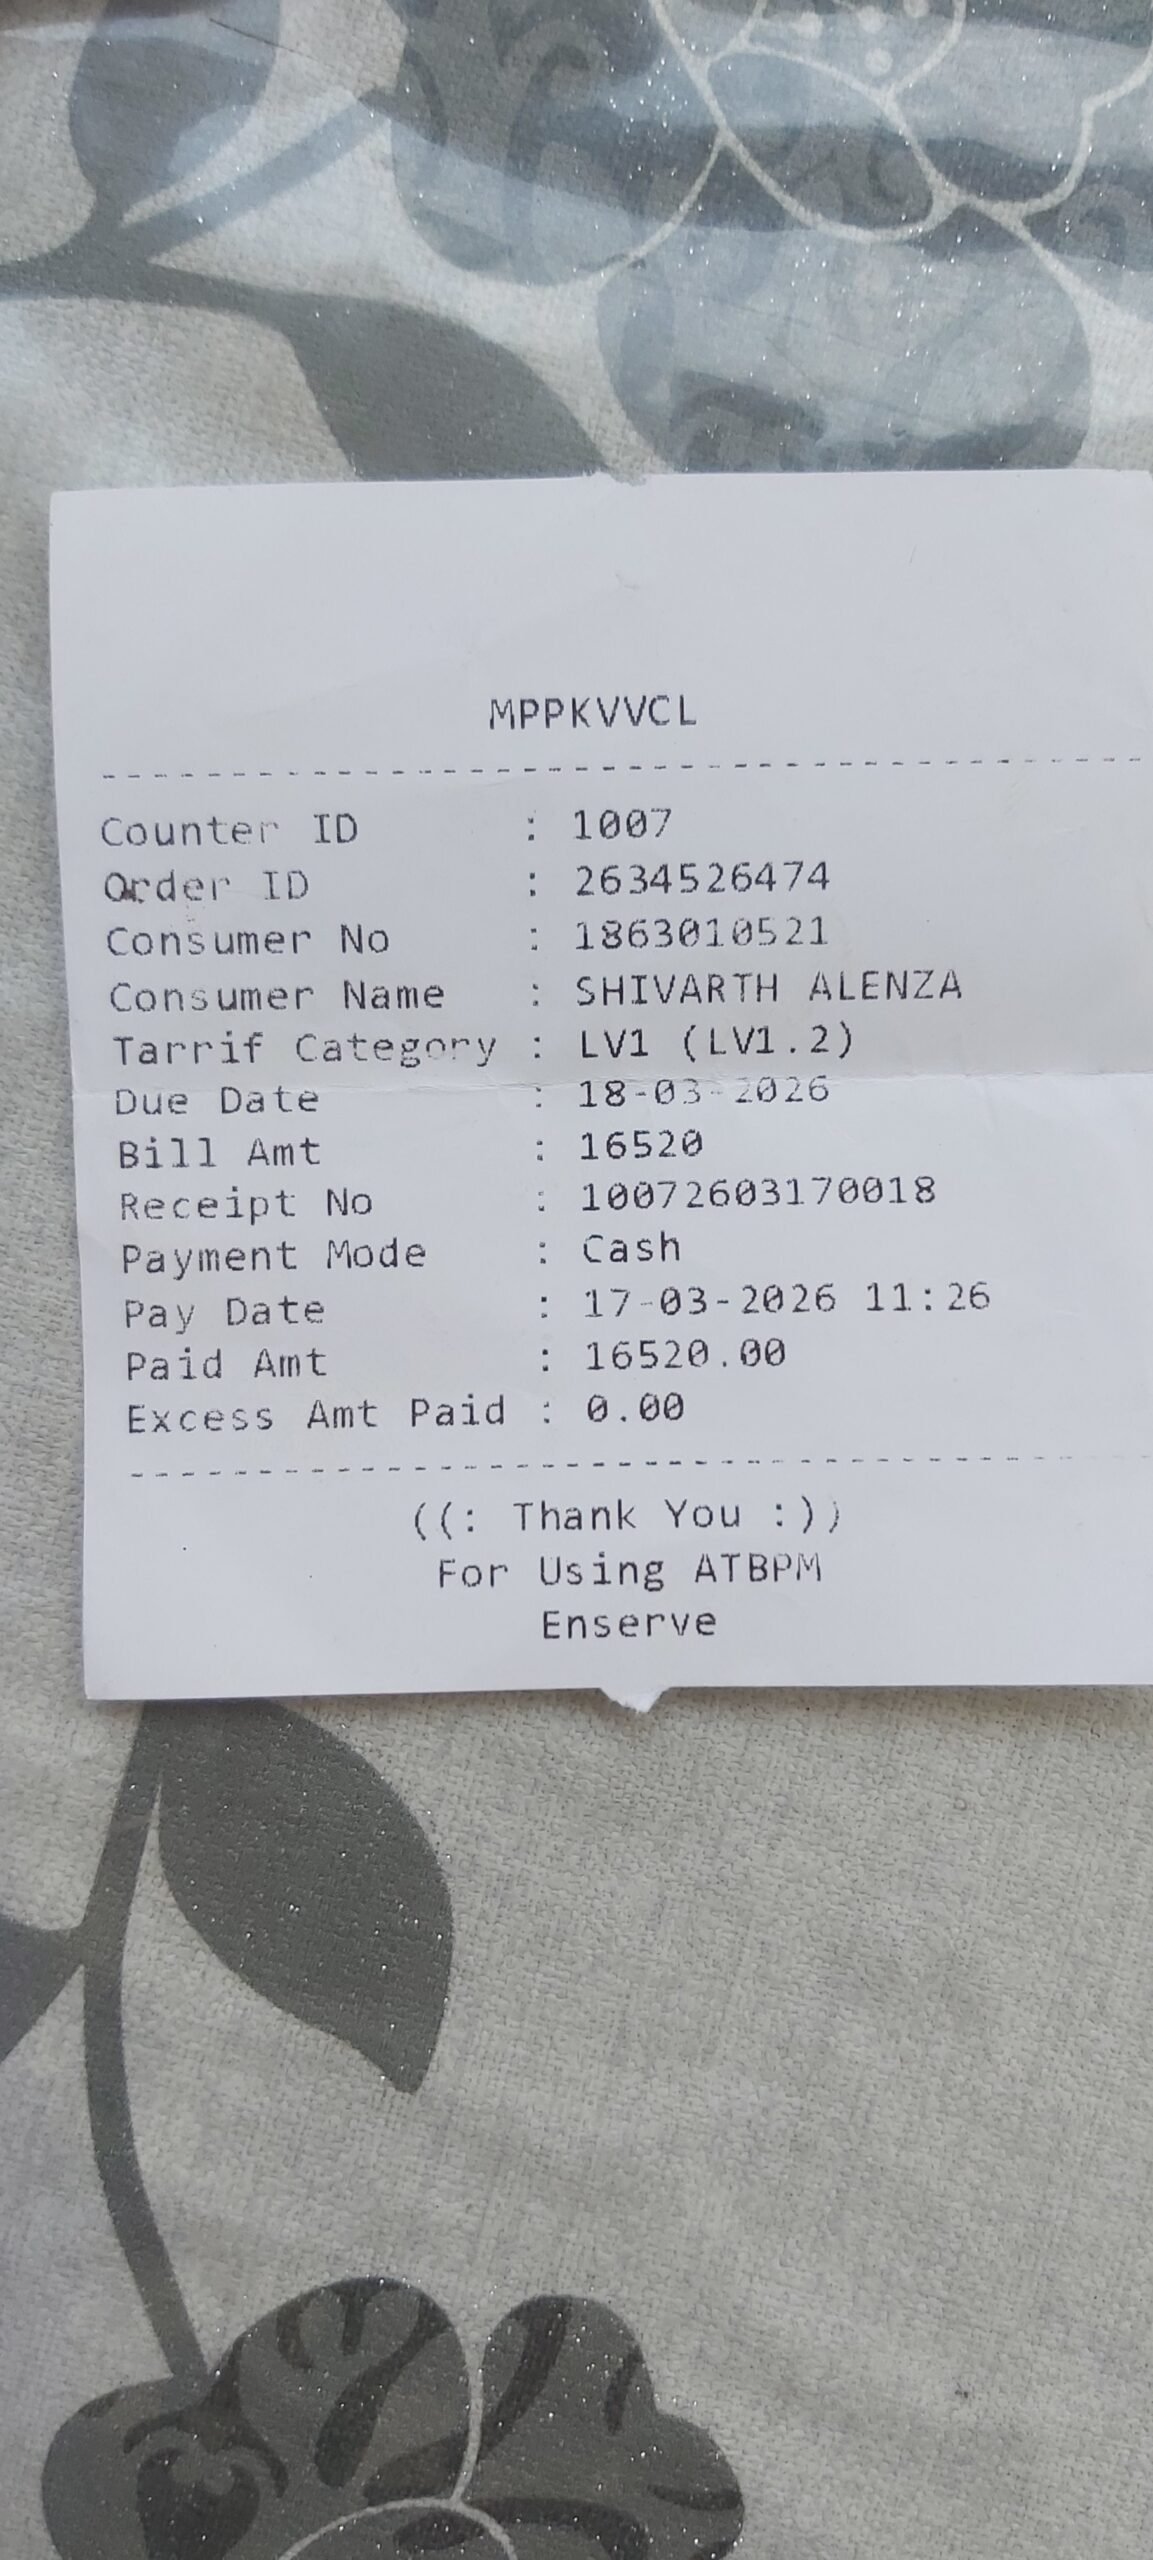 MPPKVVCL
----------------------------------------
Counter ID : 1007
Order ID : 2634526474
Consumer No : 1863010521
Consumer Name : SHIVARTH ALENZA
Tarrif Category : LV1 (LV1.2)
Due Date : 18-03-2026
Bill Amt : 16520
Receipt No : 10072603170018
Payment Mode : Cash
Pay Date : 17-03-2026 11:26
Paid Amt : 16520.00
Excess Amt Paid : 0.00
----------------------------------------
((: Thank You :))
For Using ATBPM
Enserve